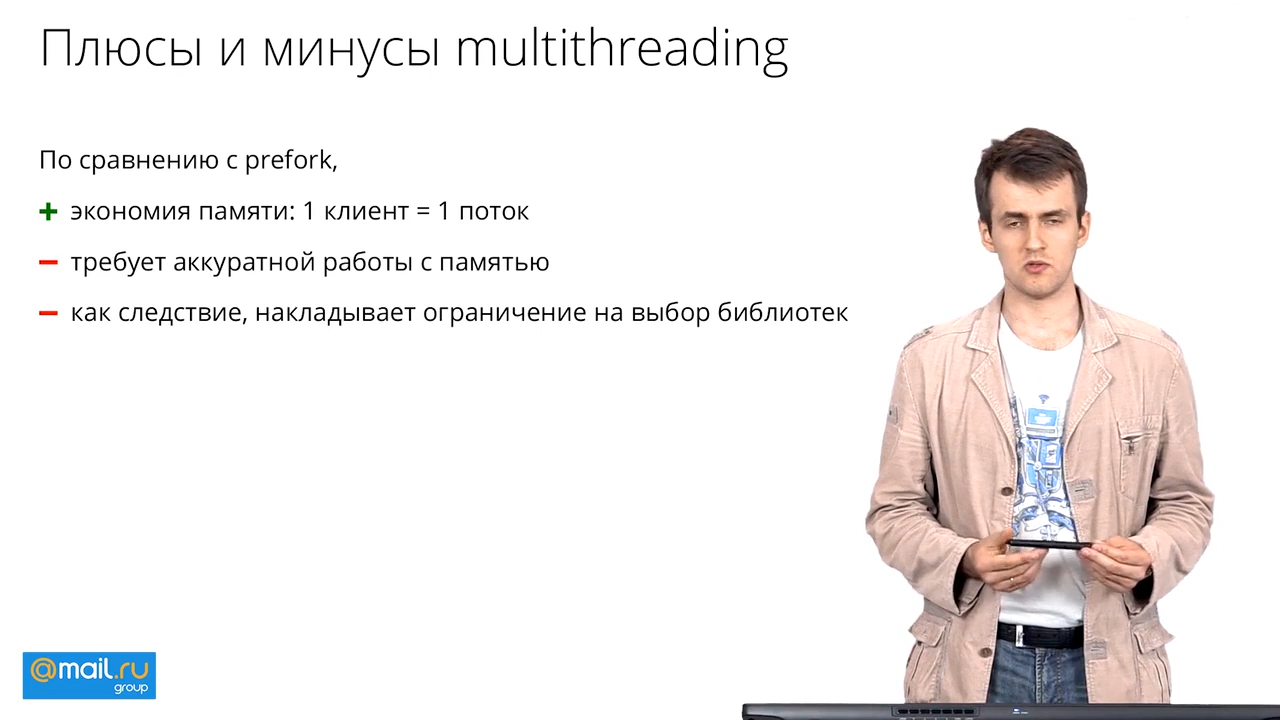 Плюсы и минусы multithreading
По сравнению с prefork,
+ экономия памяти: 1 клиент = 1 поток
− требует аккуратной работы с памятью
− как следствие, накладывает ограничение на выбор библиотек
@mail.ru
group